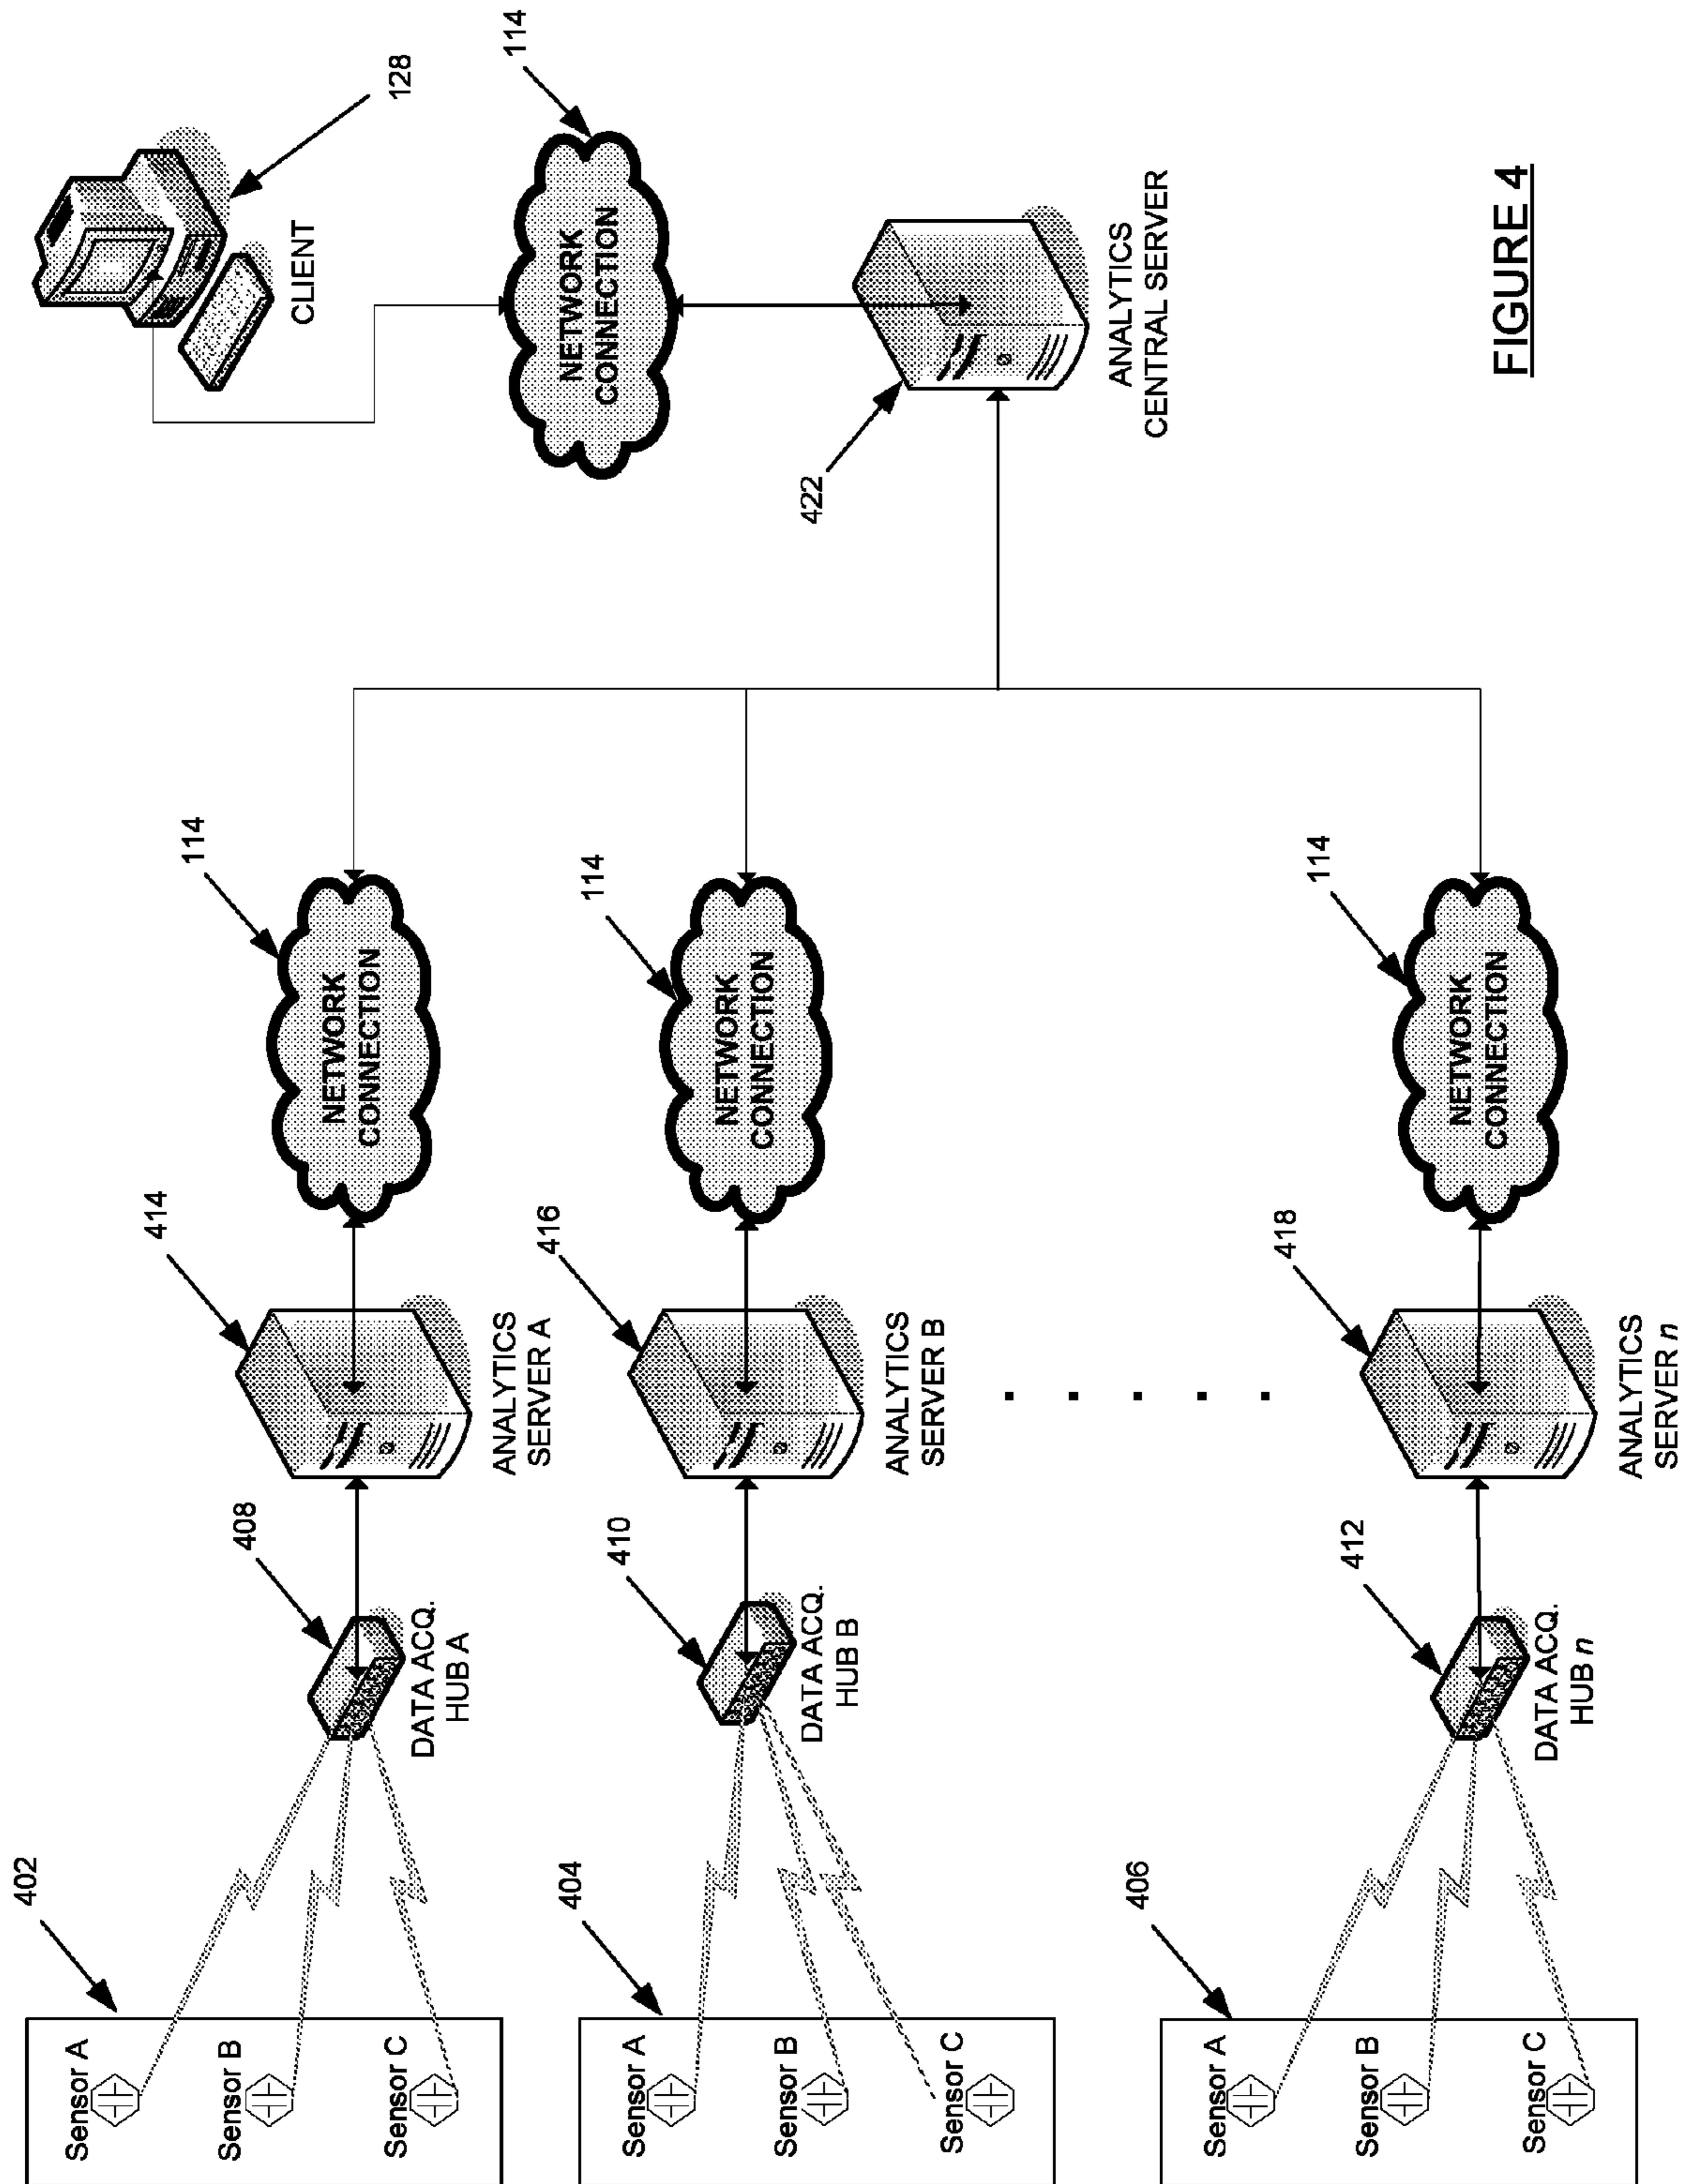 402
Sensor A
Sensor B
Sensor C
408
DATA ACQ.
HUB A
414
ANALYTICS
SERVER A
114
NETWORK
CONNECTION
404
Sensor A
Sensor B
Sensor C
410
DATA ACQ.
HUB B
416
ANALYTICS
SERVER B
114
NETWORK
CONNECTION
. . . . .
406
Sensor A
Sensor B
Sensor C
412
DATA ACQ.
HUB n
418
ANALYTICS
SERVER n
114
NETWORK
CONNECTION
128
CLIENT
114
NETWORK
CONNECTION
422
ANALYTICS
CENTRAL SERVER
FIGURE 4